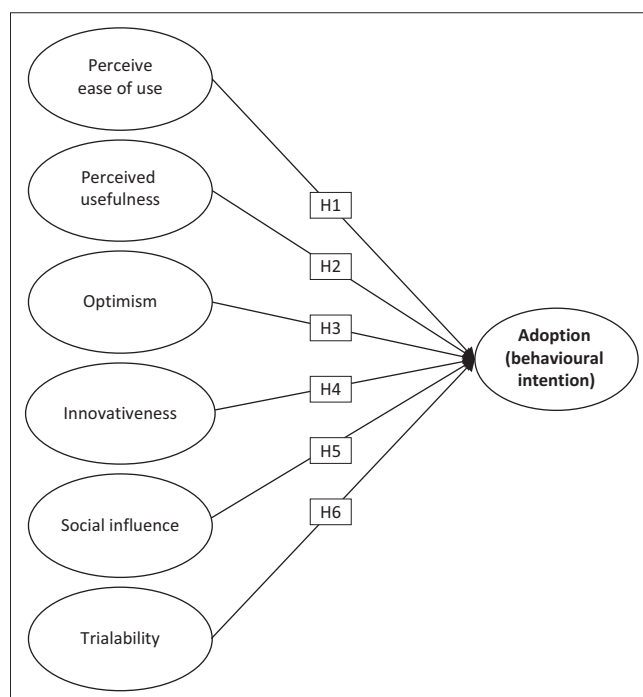 Perceive
ease of use
Perceived
usefulness
Optimism
Innovativeness
Social influence
Trialability
H1
H2
H3
H4
H5
H6
Adoption
(behavioural
intention)